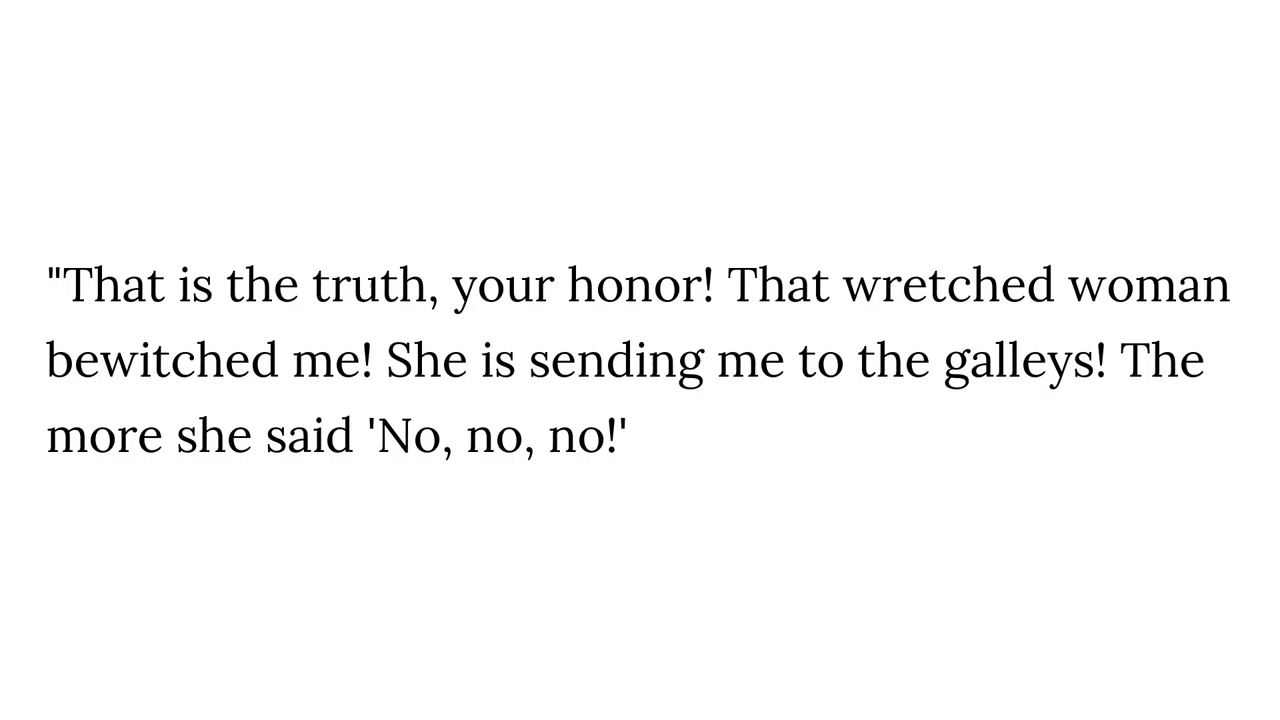 "That is the truth, your honor! That wretched woman
bewitched me! She is sending me to the galleys! The
more she said 'No, no, no!'